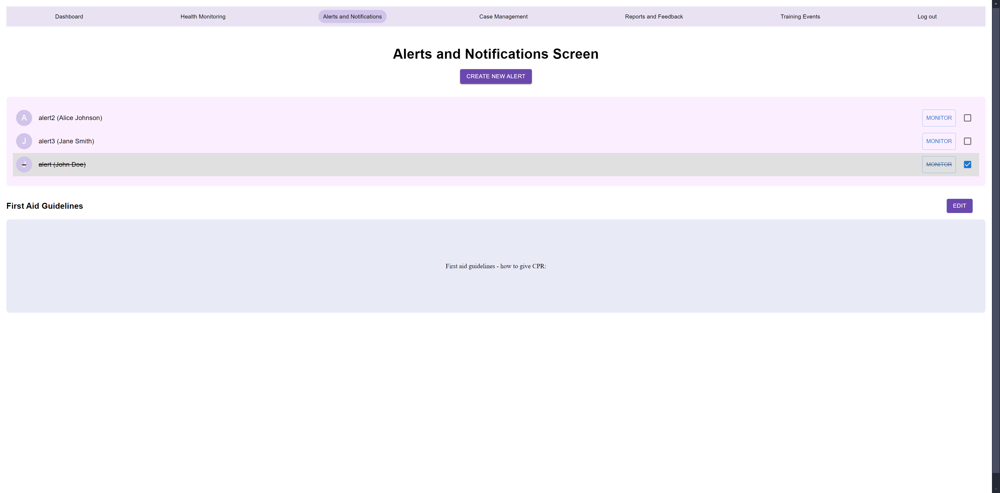 Dashboard Health Monitoring Alerts and Notifications Case Management Reports and Feedback Training Events Log out
Alerts and Notifications Screen
CREATE NEW ALERT
A alert2 (Alice Johnson) MONITOR
J alert3 (Jane Smith) MONITOR
J alert (John Doe) MONITOR
First Aid Guidelines EDIT
First aid guidelines - how to give CPR: